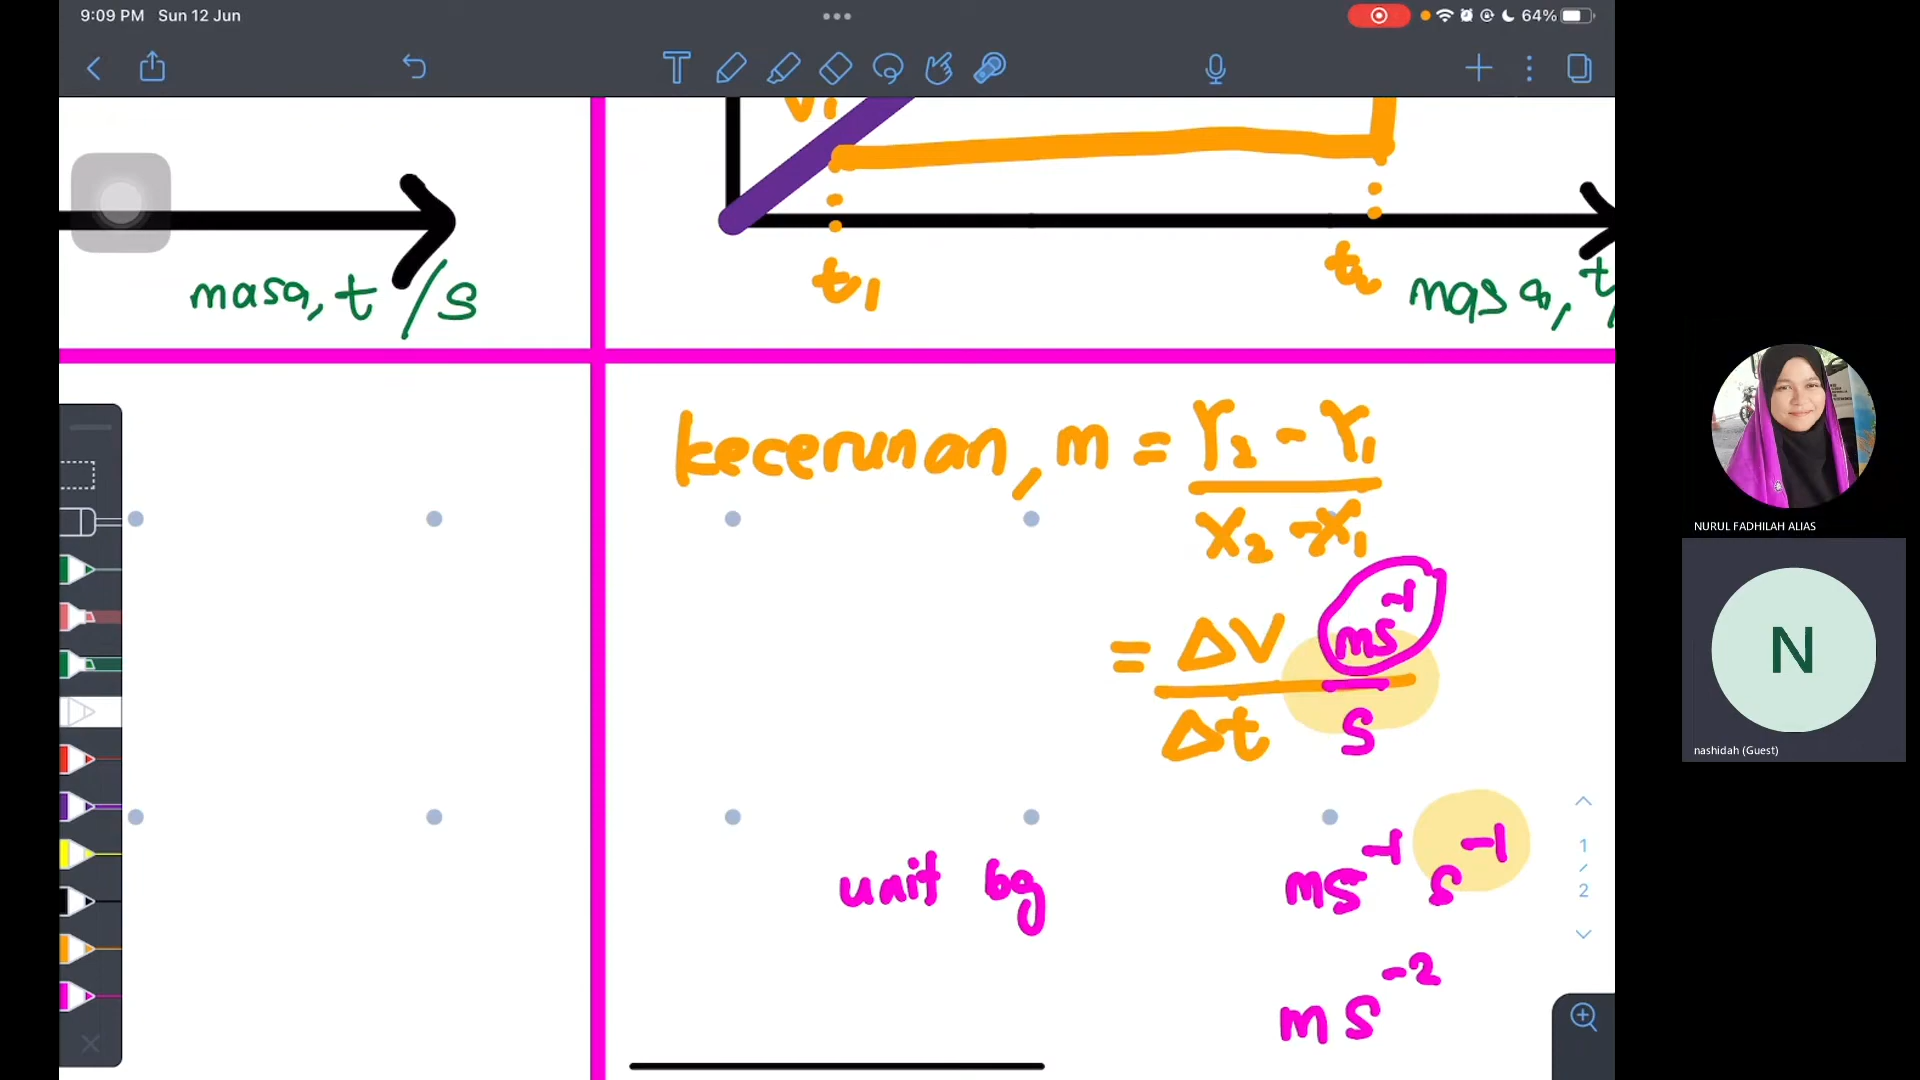 9:09 PM Sun 12 Jun
64%
T
V1
t1
t2
masa, t /s
masa, t/
kecerunan, m = Y2 - Y1
X2 - X1
= ΔV ms⁻¹
Δt s
unit bg ms⁻¹ s⁻¹
ms⁻²
1
/
2
NURUL FADHILAH ALIAS
N
nashidah (Guest)